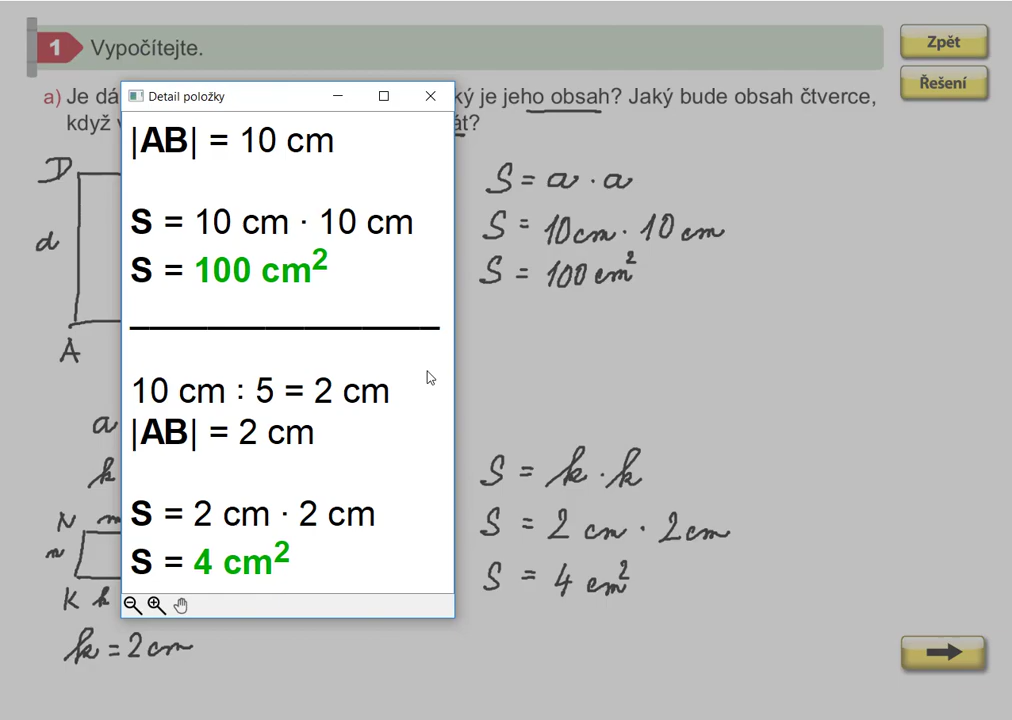 1 Vypočítejte.
Zpět
Řešení
a) Je dá ký je jeho obsah? Jaký bude obsah čtverce,
když v át?
Detail položky
|AB| = 10 cm
S = 10 cm · 10 cm
S = 100 cm²
10 cm : 5 = 2 cm
|AB| = 2 cm
S = 2 cm · 2 cm
S = 4 cm²
D
d
A
S = a · a
S = 10 cm · 10 cm
S = 100 cm²
a
k
N m
n
K k
k = 2 cm
S = k · k
S = 2 cm · 2 cm
S = 4 cm²